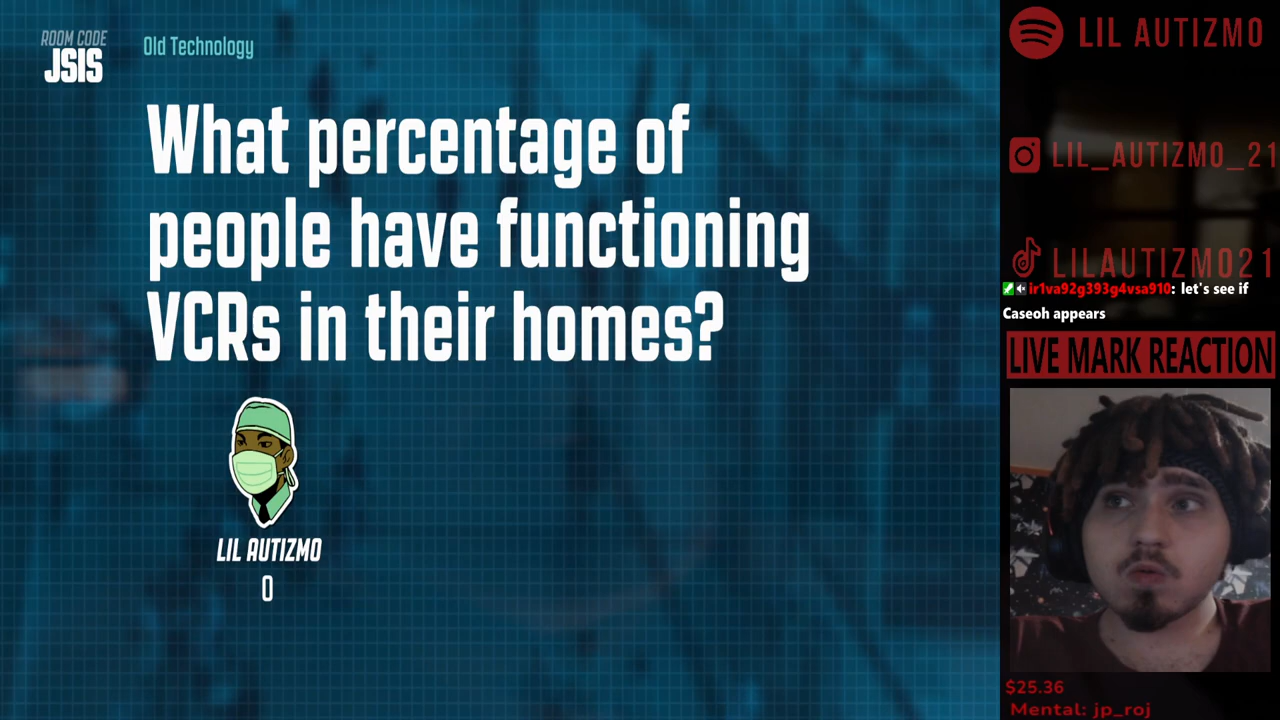 ROOM CODE
JSIS
Old Technology
What percentage of
people have functioning
VCRs in their homes?
LIL AUTIZMO
0
LIL AUTIZMO
LIL_AUTIZMO_21
LILAUTIZMO21
ir1va92g393g4vsa910: let's see if
Caseoh appears
LIVE MARK REACTION
$25.36
Mental: jp_roj